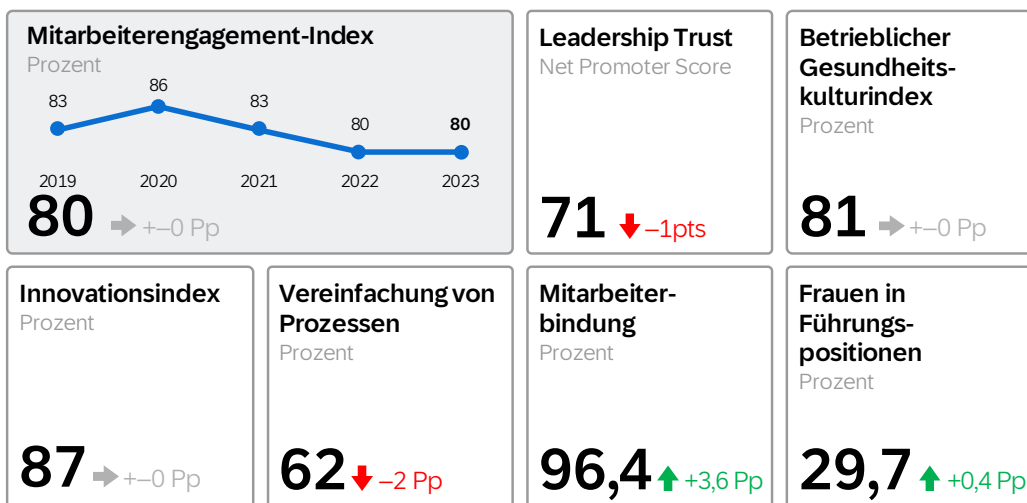 Mitarbeiterengagement-Index
Prozent
83
86
83
80
80
2019
2020
2021
2022
2023
80 +–0 Pp
Leadership Trust
Net Promoter Score
71 –1pts
Betrieblicher
Gesundheits-
kulturindex
Prozent
81 +–0 Pp
Innovationsindex
Prozent
87 +–0 Pp
Vereinfachung von
Prozessen
Prozent
62 –2 Pp
Mitarbeiter-
bindung
Prozent
96,4 +3,6 Pp
Frauen in
Führungs-
positionen
Prozent
29,7 +0,4 Pp